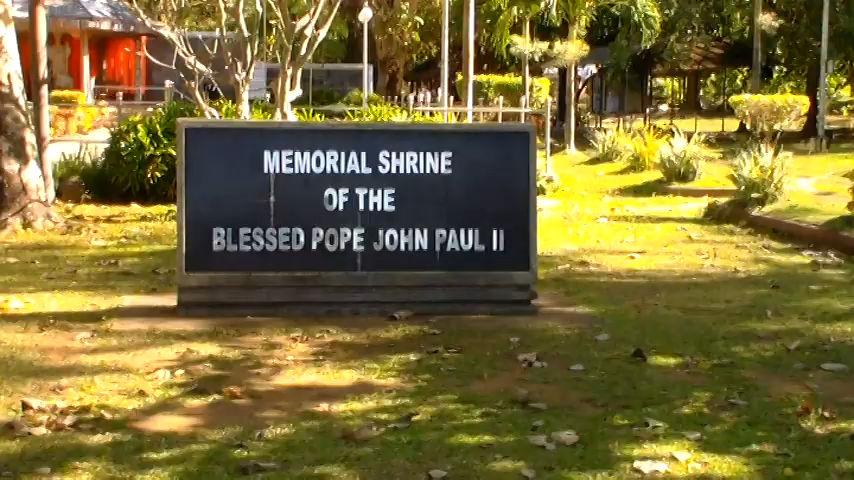 MEMORIAL SHRINE
OF THE
BLESSED POPE JOHN PAUL II